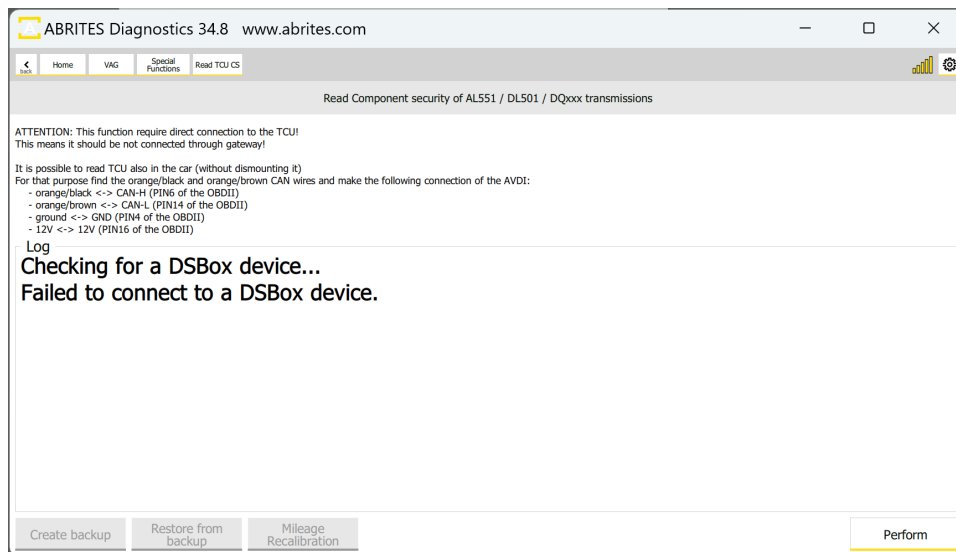 ABRITES Diagnostics 34.8 www.abrites.com
back
Home
VAG
Special
Functions
Read TCU CS
Read Component security of AL551 / DL501 / DQxxx transmissions
ATTENTION: This function require direct connection to the TCU!
This means it should be not connected through gateway!
It is possible to read TCU also in the car (without dismounting it)
For that purpose find the orange/black and orange/brown CAN wires and make the following connection of the AVDI:
- orange/black <-> CAN-H (PIN6 of the OBDII)
- orange/brown <-> CAN-L (PIN14 of the OBDII)
- ground <-> GND (PIN4 of the OBDII)
- 12V <-> 12V (PIN16 of the OBDII)
Log
Checking for a DSBox device...
Failed to connect to a DSBox device.
Create backup
Restore from
backup
Mileage
Recalibration
Perform